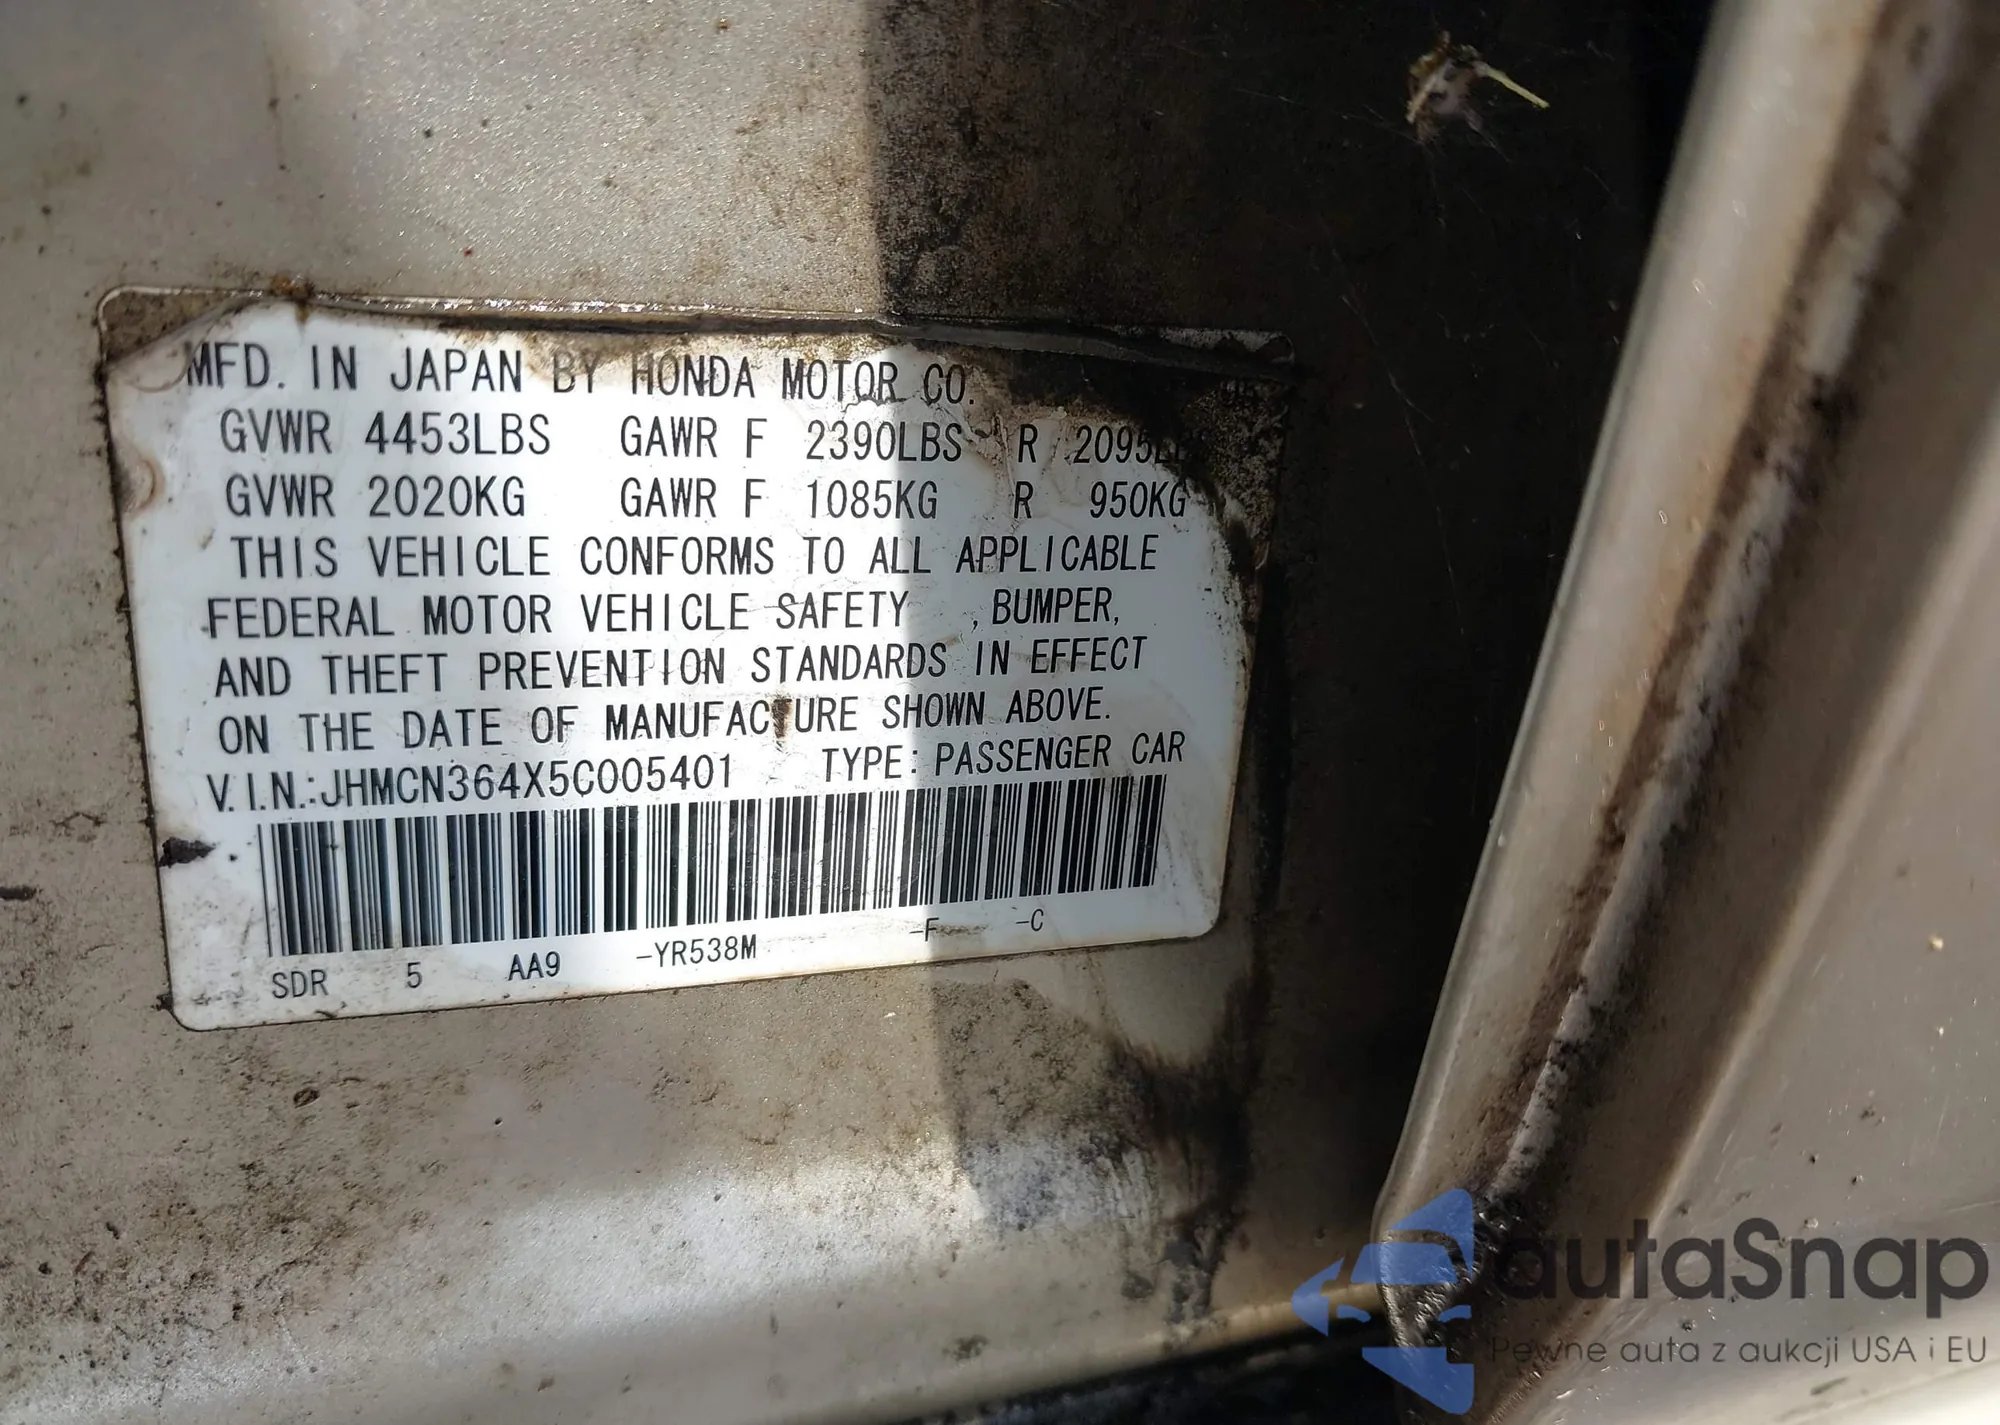 MFD. IN JAPAN BY HONDA MOTOR CO. 05
GVWR 4453LBS GAWR F 2390LBS R 2095LBS
GVWR 2020KG GAWR F 1085KG R 950KG
THIS VEHICLE CONFORMS TO ALL APPLICABLE
FEDERAL MOTOR VEHICLE SAFETY , BUMPER,
AND THEFT PREVENTION STANDARDS IN EFFECT
ON THE DATE OF MANUFACTURE SHOWN ABOVE.
V.I.N.:JHMCN364X5C005401 TYPE: PASSENGER CAR
SDR 5 AA9 -YR538M -F -C
autaSnap
Pewne auta z aukcji USA i EU